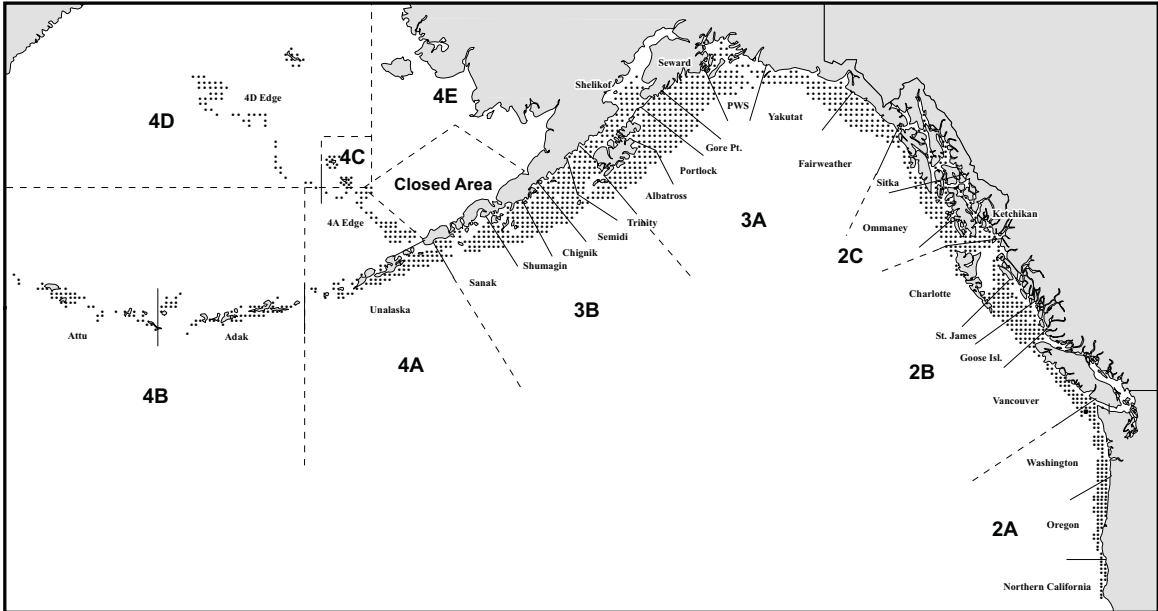 Seward
Shelikof
4E
4D Edge
PWS
4D
Yakutat
Gore Pt.
4C
Fairweather
Portlock
Closed Area
Sitka
Albatross
Ketchikan
3A
4A Edge
Trinity
Ommaney
Semidi
2C
Chignik
Shumagin
Sanak
Charlotte
3B
Unalaska
Attu
Adak
St. James
Goose Isl.
4A
2B
4B
Vancouver
Washington
2A
Oregon
Northern California